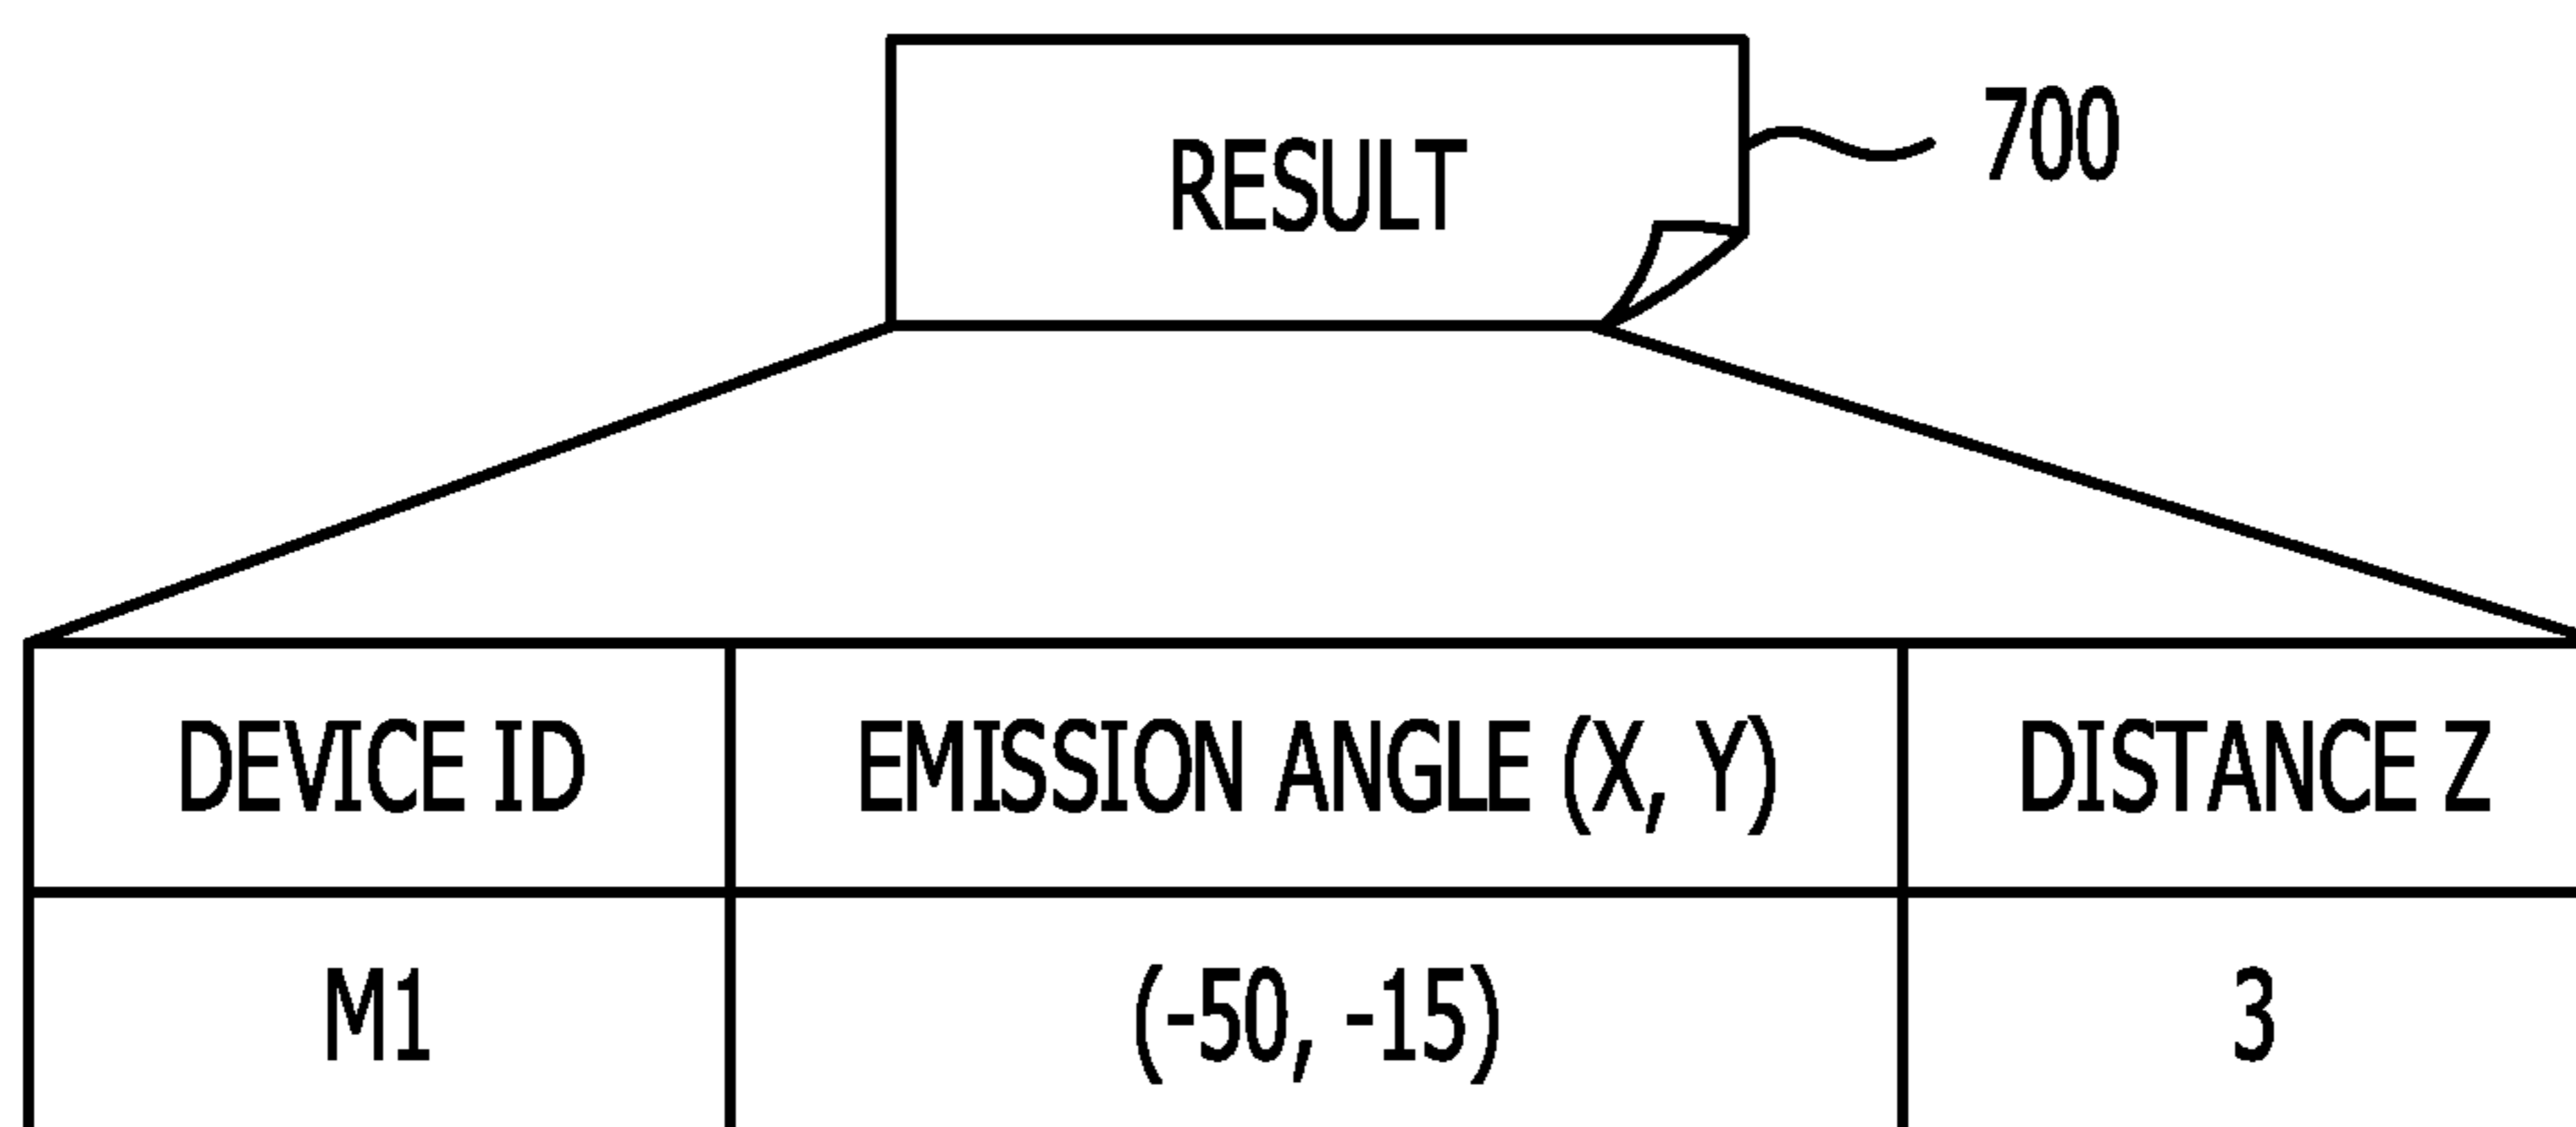 RESULT
700
DEVICE ID EMISSION ANGLE (X, Y) DISTANCE Z
M1 (-50, -15) 3